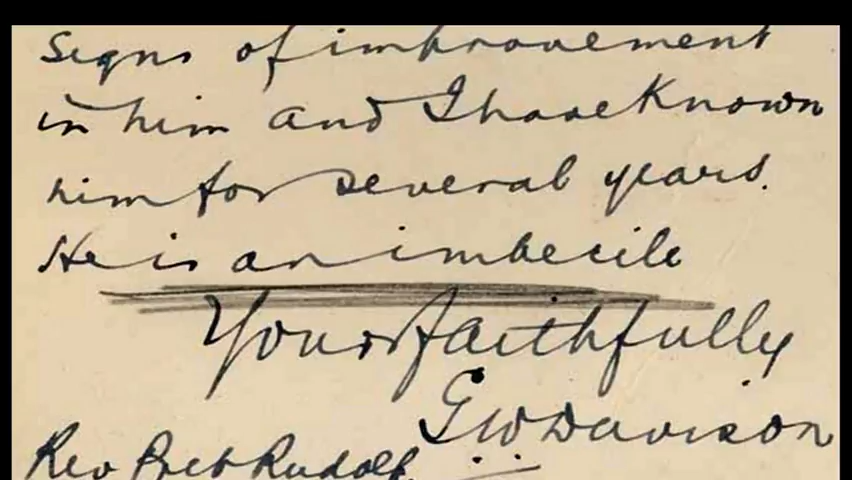 signs of improvement
in him and I have known
him for several years.
He is an imbecile
Yours faithfully
G W Davison
Rev Preb Rudolf.